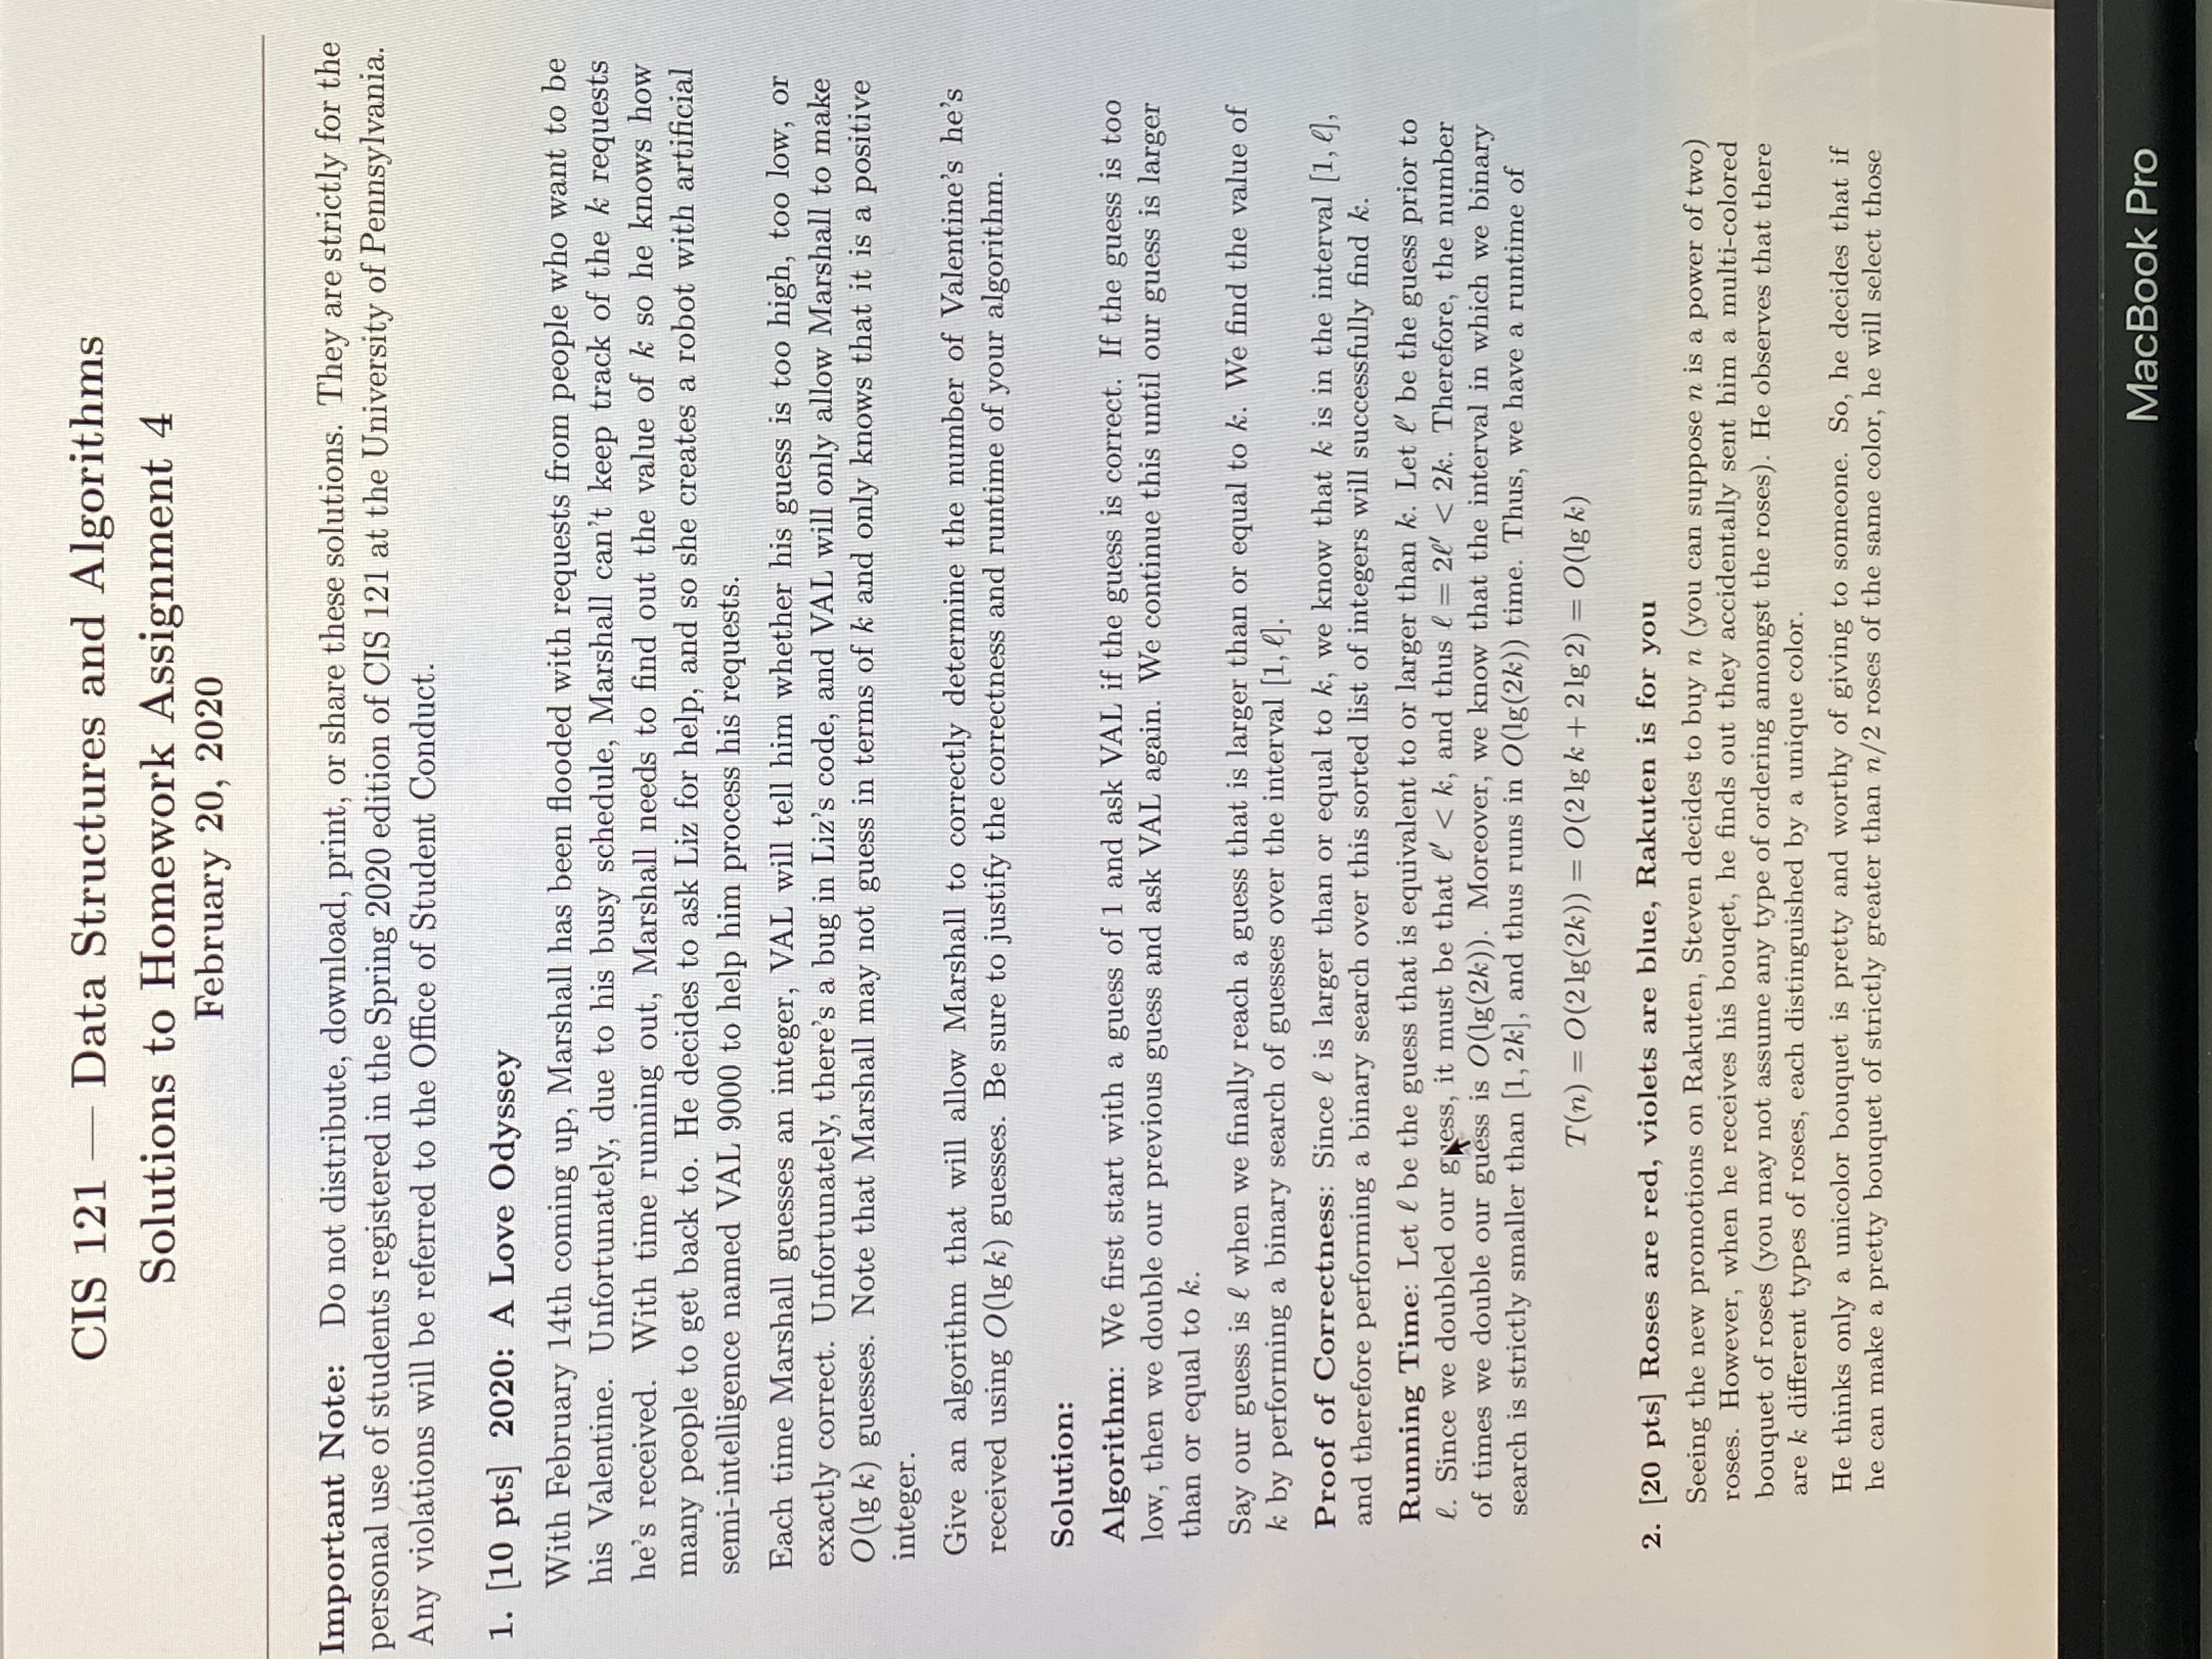 CIS 121 — Data Structures and Algorithms
Solutions to Homework Assignment 4
February 20, 2020
Important Note: Do not distribute, download, print, or share these solutions. They are strictly for the
personal use of students registered in the Spring 2020 edition of CIS 121 at the University of Pennsylvania.
Any violations will be referred to the Office of Student Conduct.
1. [10 pts] 2020: A Love Odyssey
With February 14th coming up, Marshall has been flooded with requests from people who want to be
his Valentine. Unfortunately, due to his busy schedule, Marshall can't keep track of the k requests
he's received. With time running out, Marshall needs to find out the value of k so he knows how
many people to get back to. He decides to ask Liz for help, and so she creates a robot with artificial
semi-intelligence named VAL 9000 to help him process his requests.
Each time Marshall guesses an integer, VAL will tell him whether his guess is too high, too low, or
exactly correct. Unfortunately, there's a bug in Liz's code, and VAL will only allow Marshall to make
O(lg k) guesses. Note that Marshall may not guess in terms of k and only knows that it is a positive
integer.
Give an algorithm that will allow Marshall to correctly determine the number of Valentine's he's
received using O(lg k) guesses. Be sure to justify the correctness and runtime of your algorithm.
Solution:
Algorithm: We first start with a guess of 1 and ask VAL if the guess is correct. If the guess is too
low, then we double our previous guess and ask VAL again. We continue this until our guess is larger
than or equal to k.
Say our guess is ℓ when we finally reach a guess that is larger than or equal to k. We find the value of
k by performing a binary search of guesses over the interval [1, ℓ].
Proof of Correctness: Since ℓ is larger than or equal to k, we know that k is in the interval [1, ℓ],
and therefore performing a binary search over this sorted list of integers will successfully find k.
Running Time: Let ℓ be the guess that is equivalent to or larger than k. Let ℓ′ be the guess prior to
ℓ. Since we doubled our guess, it must be that ℓ′ < k, and thus ℓ = 2ℓ′ < 2k. Therefore, the number
of times we double our guess is O(lg(2k)). Moreover, we know that the interval in which we binary
search is strictly smaller than [1, 2k], and thus runs in O(lg(2k)) time. Thus, we have a runtime of
T(n) = O(2 lg(2k)) = O(2 lg k + 2 lg 2) = O(lg k)
2. [20 pts] Roses are red, violets are blue, Rakuten is for you
Seeing the new promotions on Rakuten, Steven decides to buy n (you can suppose n is a power of two)
roses. However, when he receives his bouqet, he finds out they accidentally sent him a multi-colored
bouquet of roses (you may not assume any type of ordering amongst the roses). He observes that there
are k different types of roses, each distinguished by a unique color.
He thinks only a unicolor bouquet is pretty and worthy of giving to someone. So, he decides that if
he can make a pretty bouquet of strictly greater than n/2 roses of the same color, he will select those
MacBook Pro